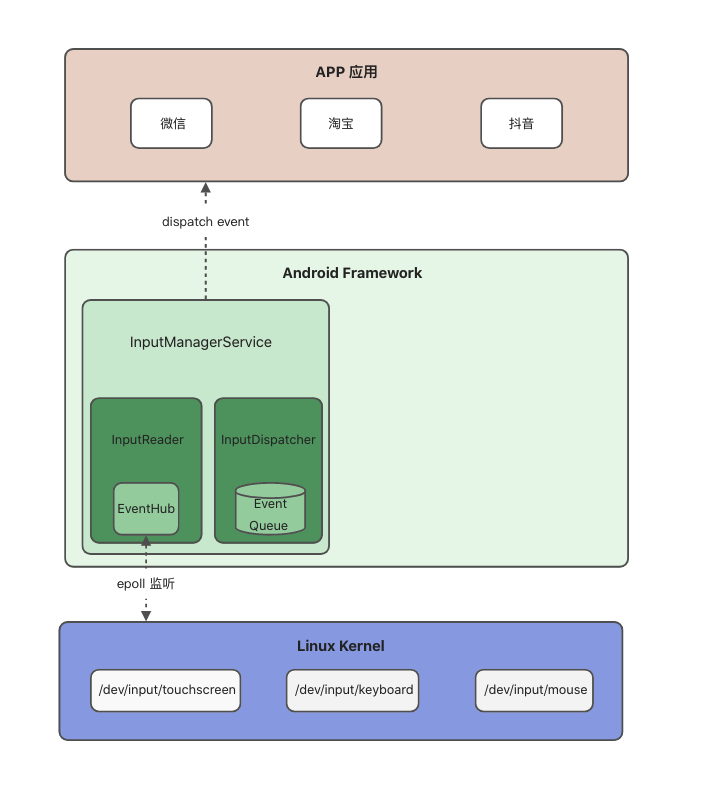 APP 应用
微信
淘宝
抖音
dispatch event
Android Framework
InputManagerService
InputReader
InputDispatcher
EventHub
Event
Queue
epoll 监听
Linux Kernel
/dev/input/touchscreen
/dev/input/keyboard
/dev/input/mouse